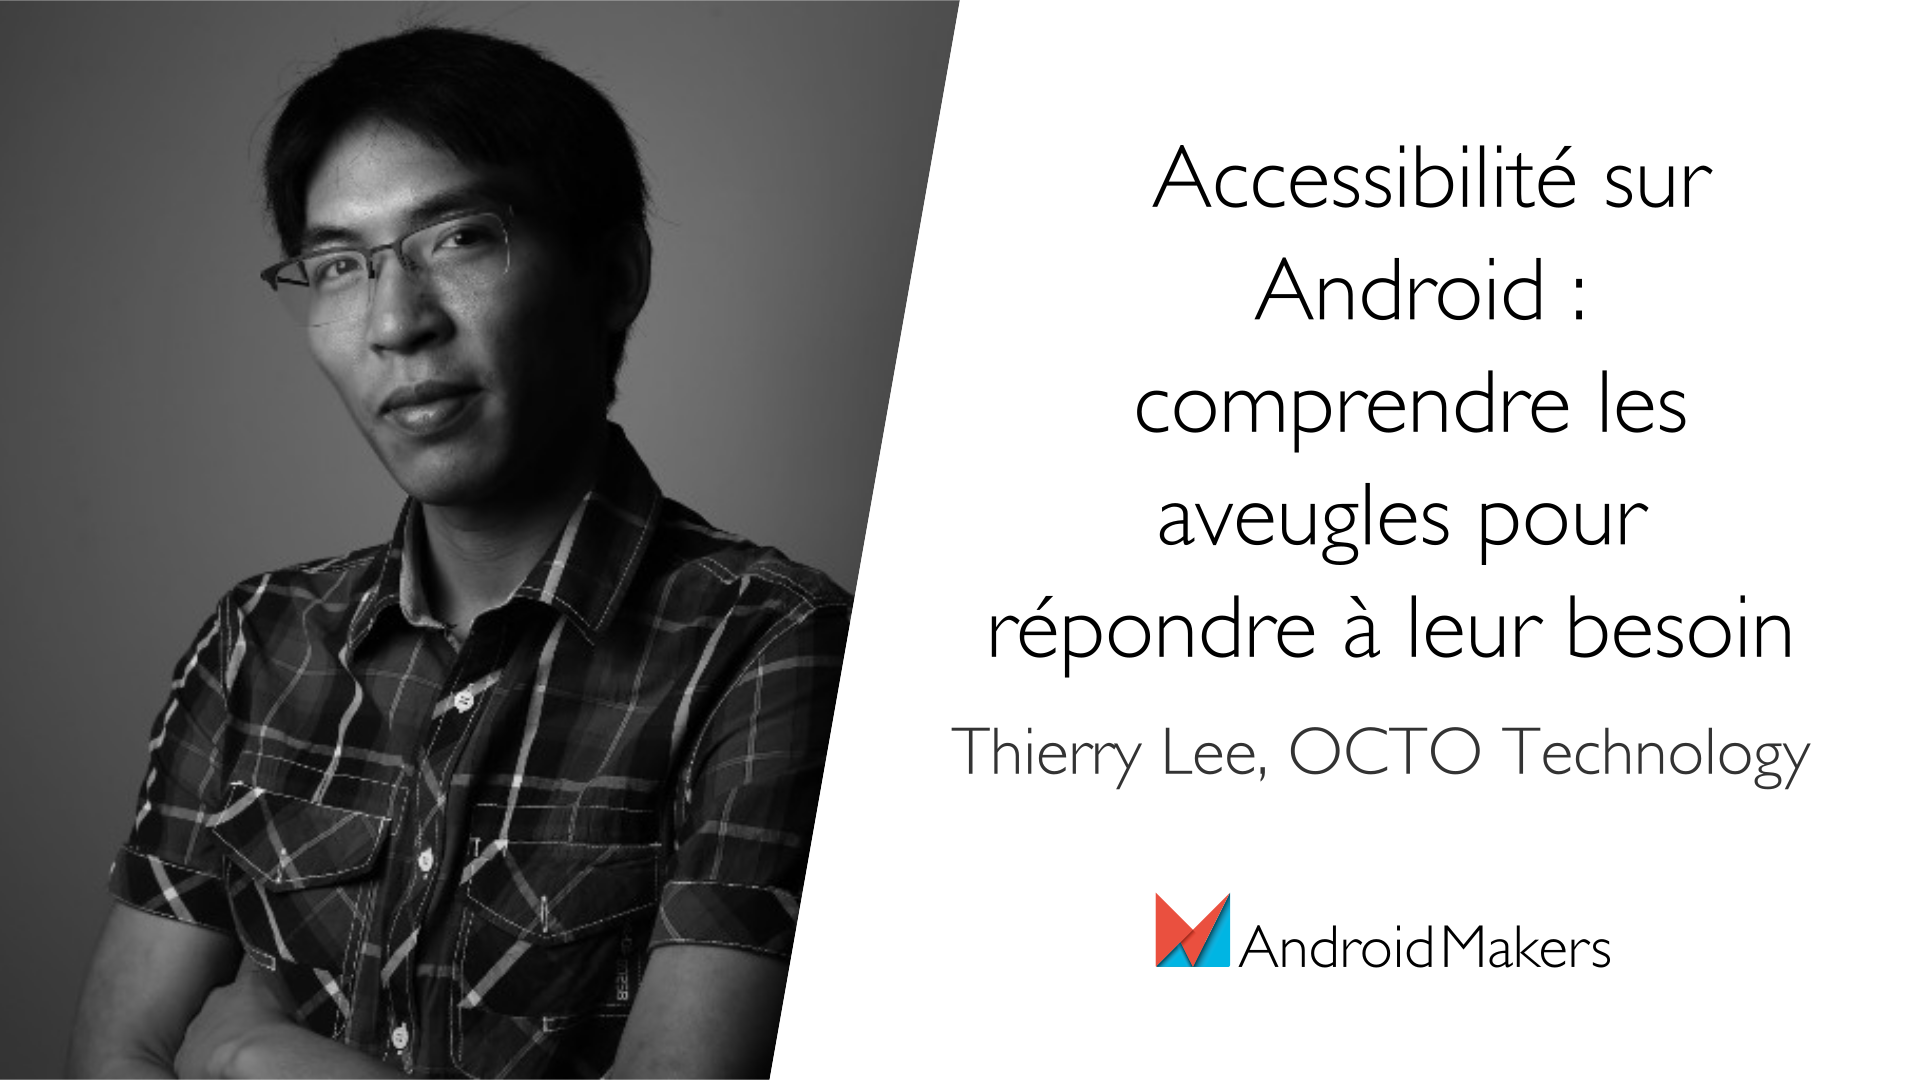 Accessibilité sur
Android :
comprendre les
aveugles pour
répondre à leur besoin
Thierry Lee, OCTO Technology
AndroidMakers